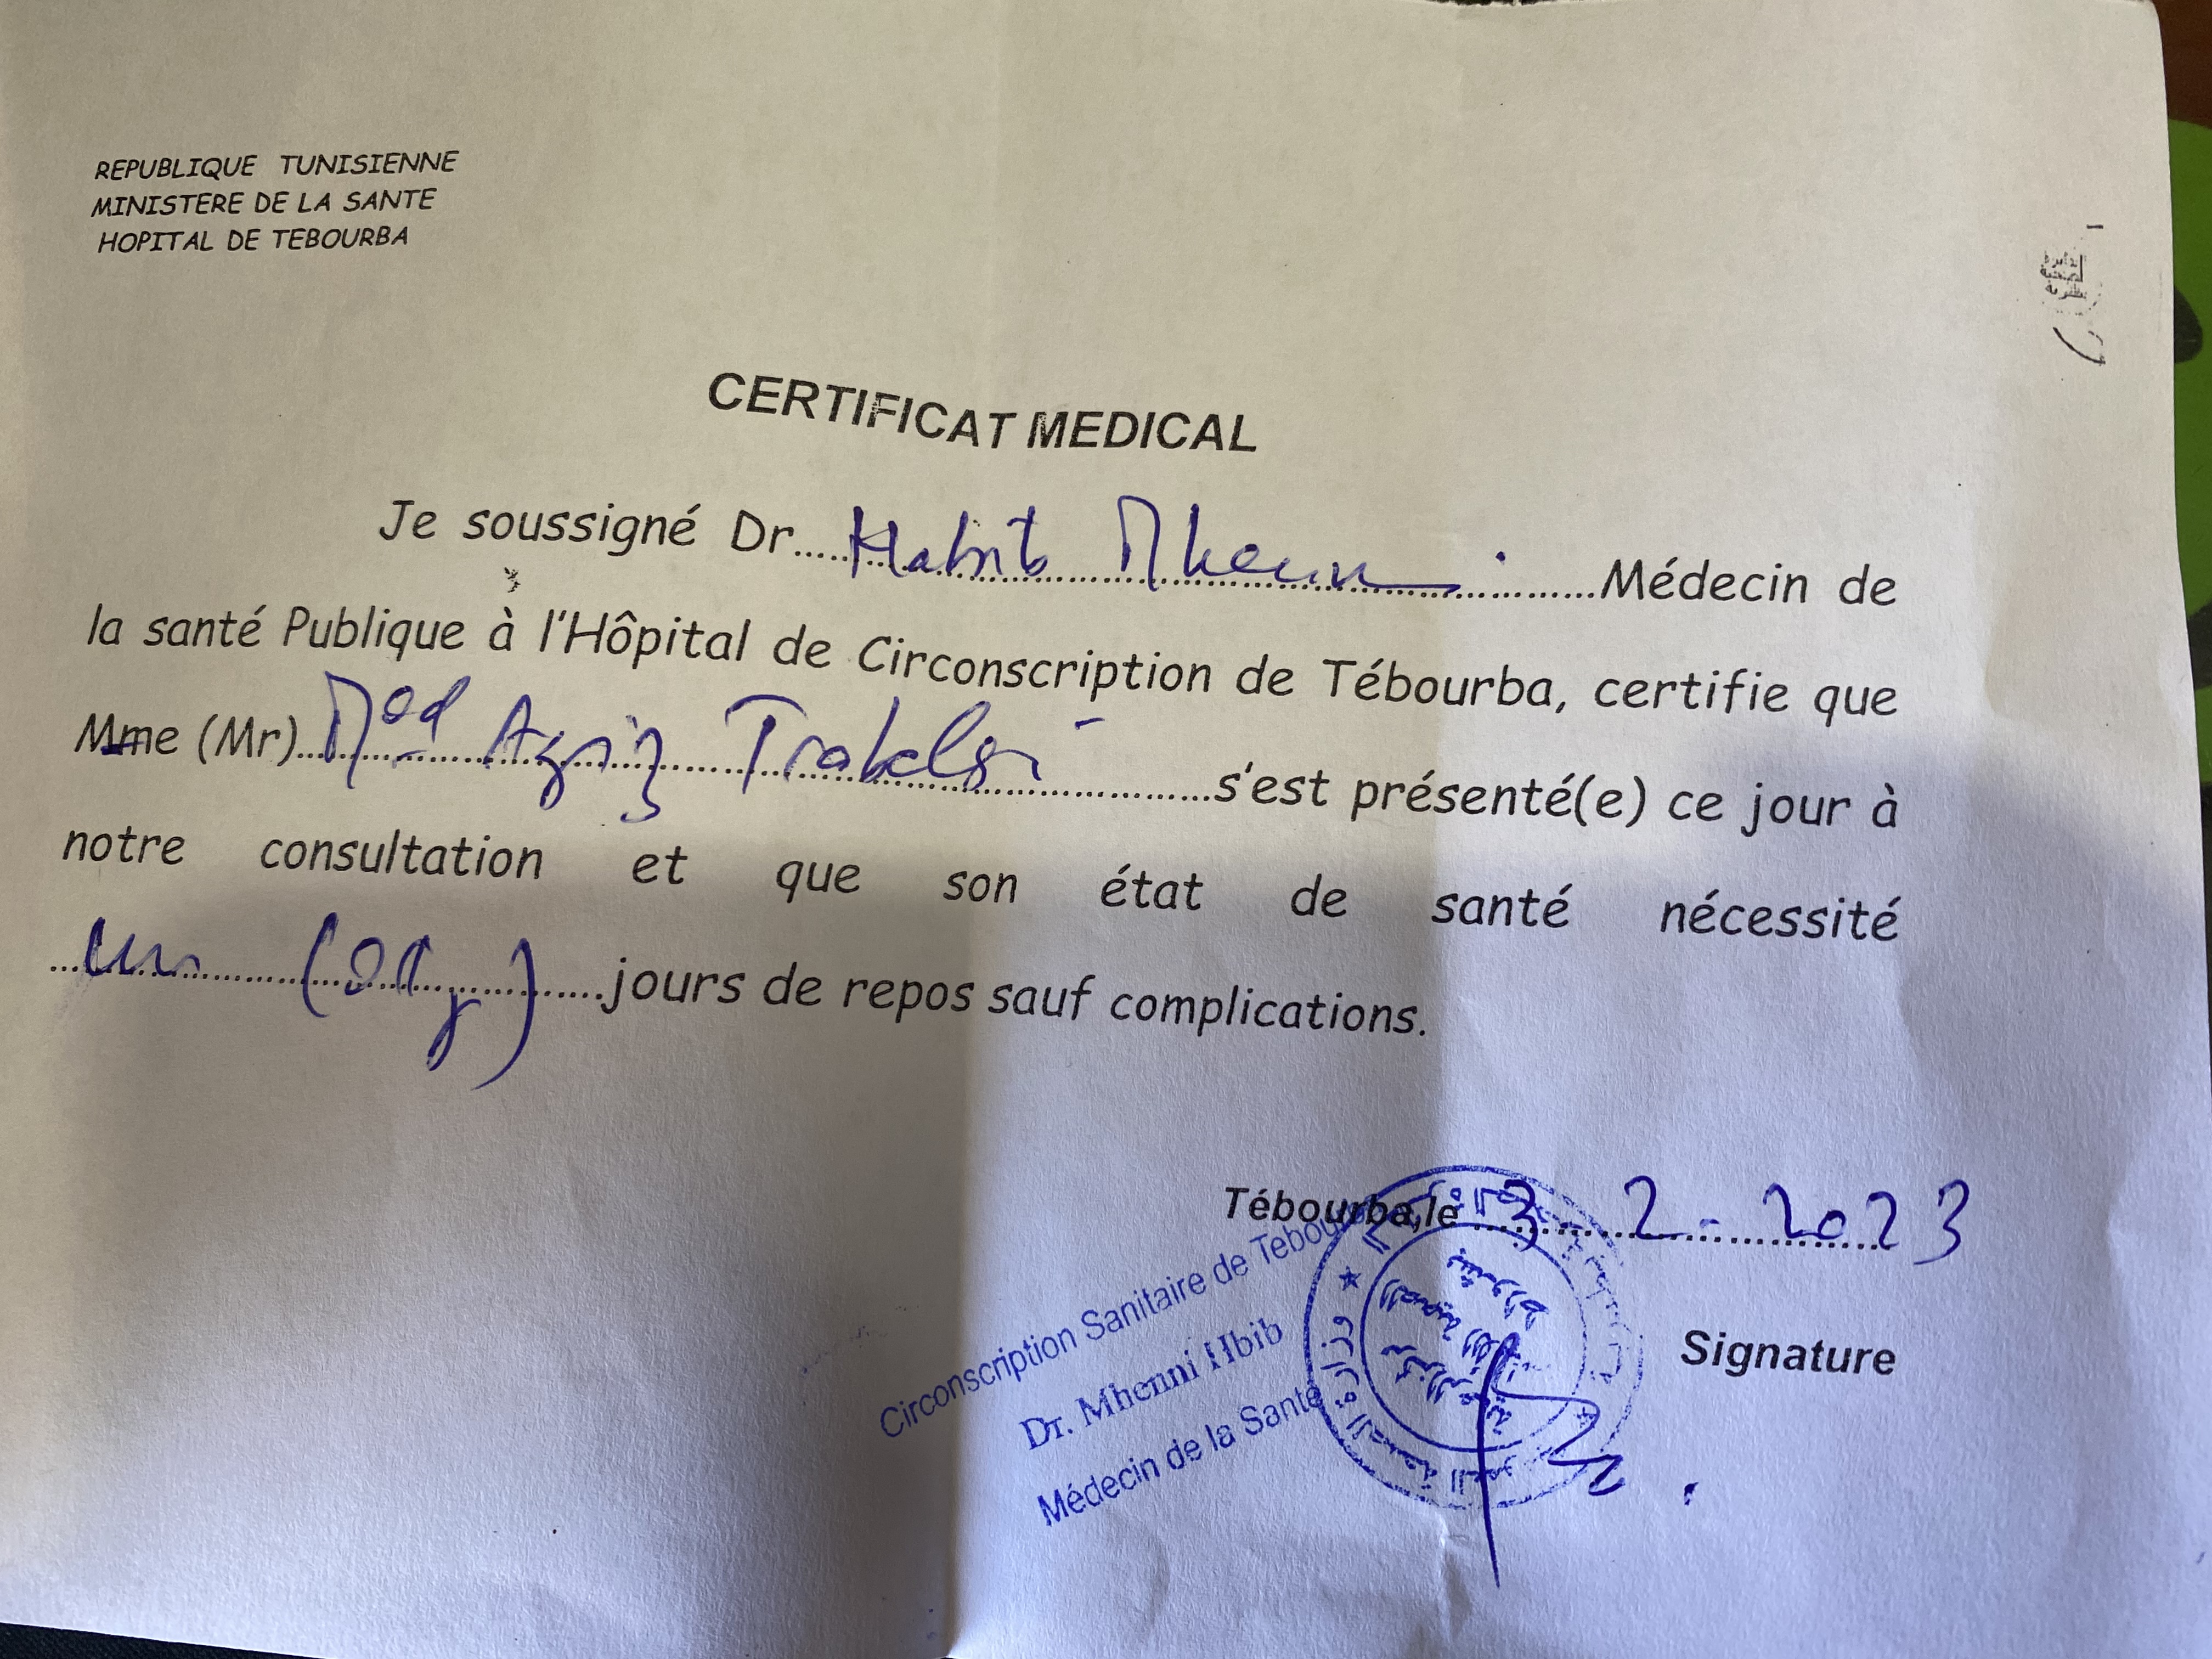 REPUBLIQUE TUNISIENNE
MINISTERE DE LA SANTE
HOPITAL DE TEBOURBA
CERTIFICAT MEDICAL
Je soussigné Dr.....Habib Mhenni..........Médecin de
la santé Publique à l'Hôpital de Circonscription de Tébourba, certifie que
Mme (Mr)...Med Aziz Trabelsi..........s'est présenté(e) ce jour à
notre consultation et que son état de santé nécessité
...un (01 j)......jours de repos sauf complications.
Tébourba,le 3 - 2 - 2023
Circonscription Sanitaire de
Dr. Mhenni Hbib
Médecin de la Santé
Signature
وزارة الصحة